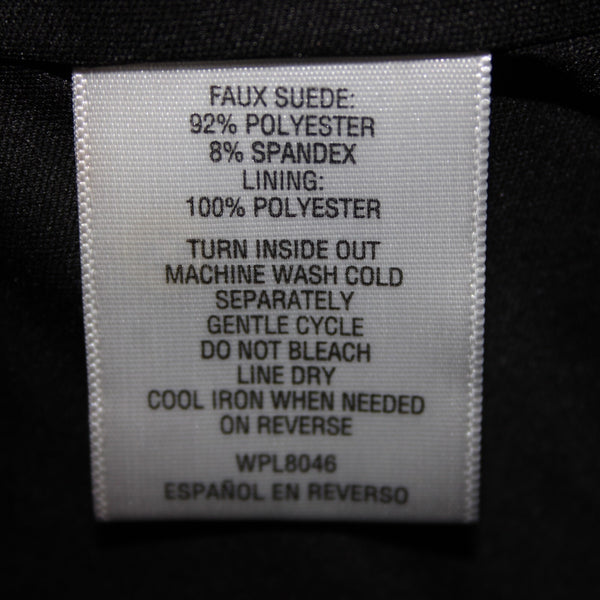 FAUX SUEDE:
92% POLYESTER
8% SPANDEX
LINING:
100% POLYESTER
TURN INSIDE OUT
MACHINE WASH COLD
SEPARATELY
GENTLE CYCLE
DO NOT BLEACH
LINE DRY
COOL IRON WHEN NEEDED
ON REVERSE
WPL8046
ESPAÑOL EN REVERSO